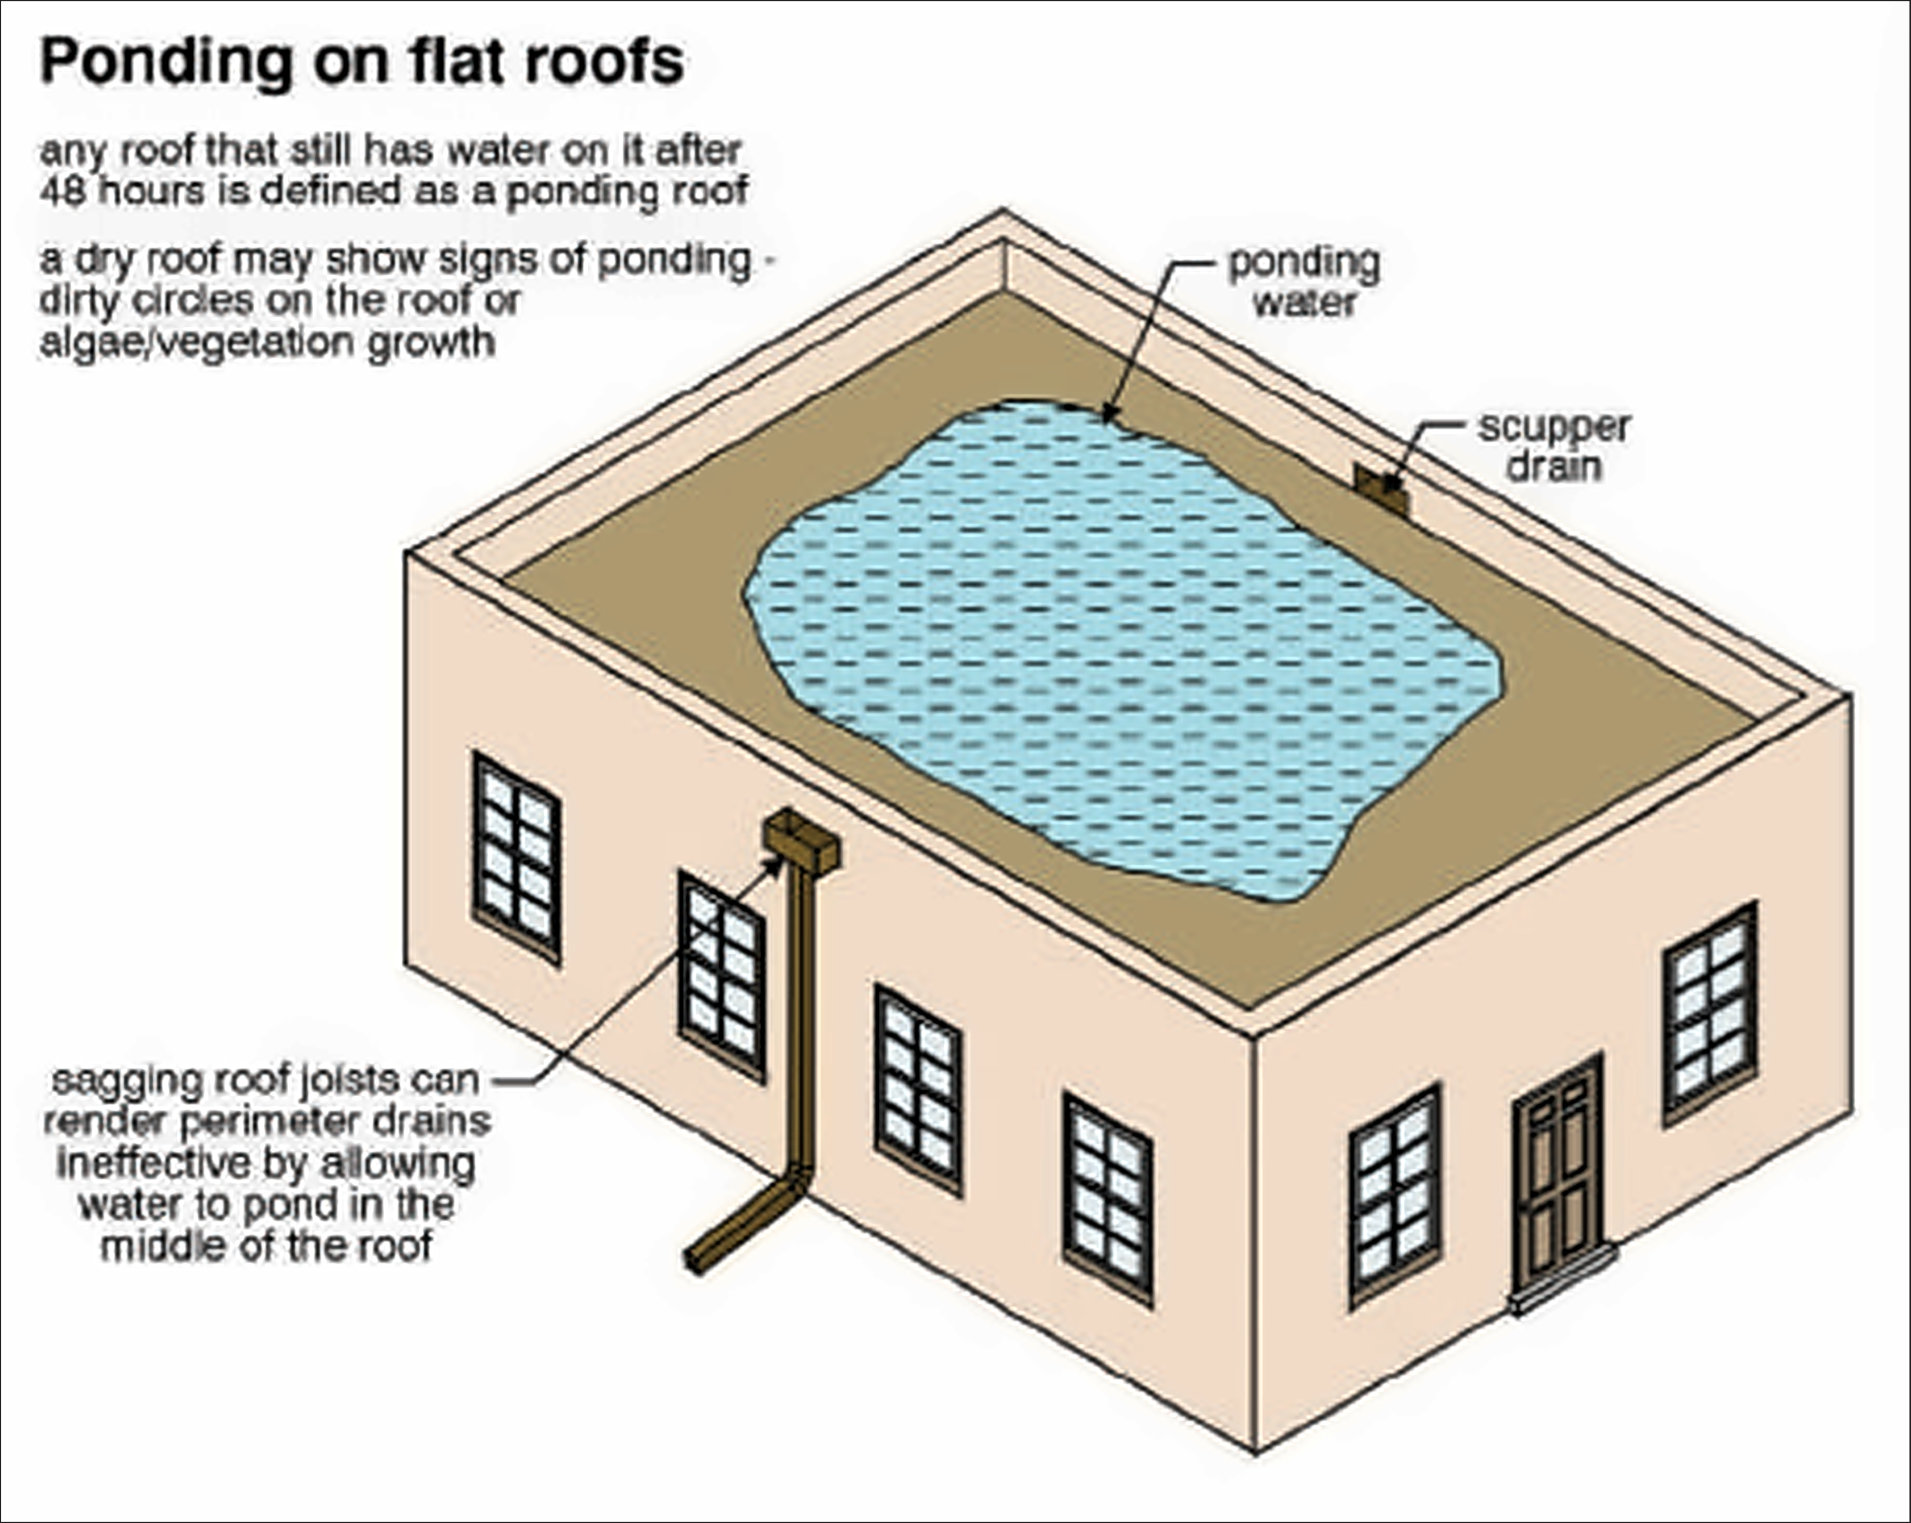 Ponding on flat roofs
any roof that still has water on it after
48 hours is defined as a ponding roof
a dry roof may show signs of ponding -
dirty circles on the roof or
algae/vegetation growth
ponding
water
scupper
drain
sagging roof joists can
render perimeter drains
ineffective by allowing
water to pond in the
middle of the roof